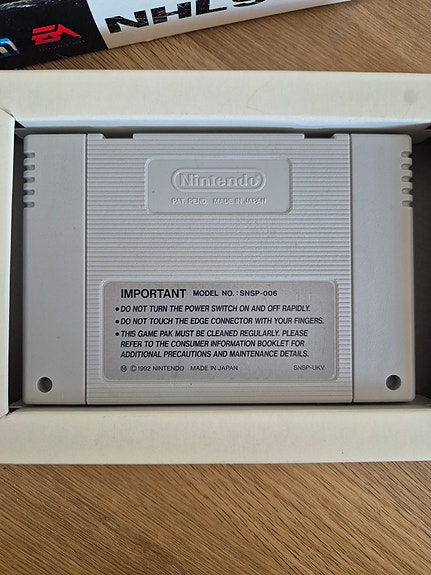 EA
NHL 9
Nintendo®
PAT. PEND. MADE IN JAPAN
IMPORTANT MODEL NO. : SNSP-006
• DO NOT TURN THE POWER SWITCH ON AND OFF RAPIDLY.
• DO NOT TOUCH THE EDGE CONNECTOR WITH YOUR FINGERS.
• THIS GAME PAK MUST BE CLEANED REGULARLY. PLEASE
REFER TO THE CONSUMER INFORMATION BOOKLET FOR
ADDITIONAL PRECAUTIONS AND MAINTENANCE DETAILS.
Ⓜ © 1992 NINTENDO MADE IN JAPAN SNSP-UKV